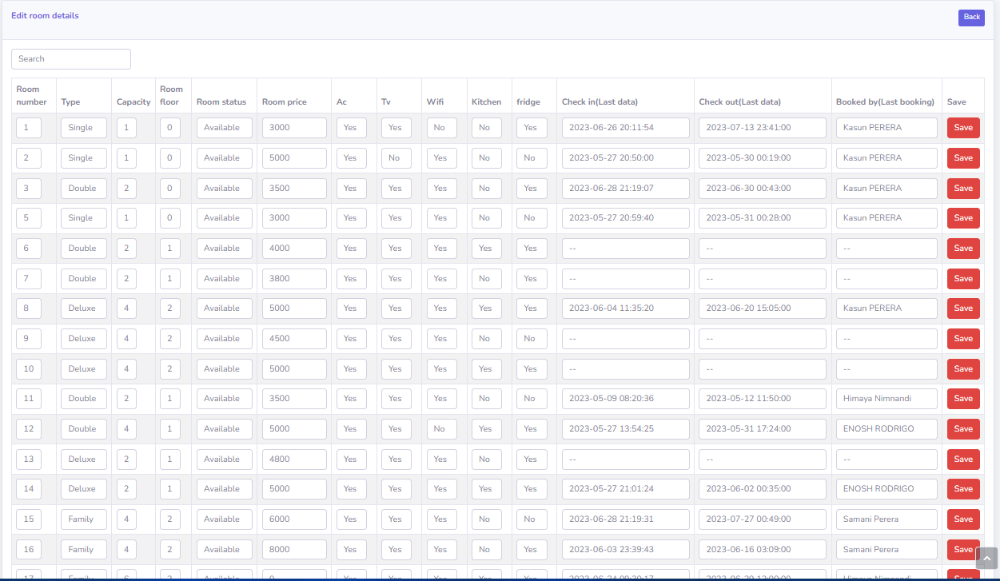 Edit room details
Back
Search
Room number Type Capacity Room floor Room status Room price Ac Tv Wifi Kitchen fridge Check in(Last data) Check out(Last data) Booked by(Last booking) Save
1 Single 1 0 Available 3000 Yes Yes No No Yes 2023-06-26 20:11:54 2023-07-13 23:41:00 Kasun PERERA Save
2 Single 1 0 Available 5000 Yes No Yes No No 2023-05-27 20:50:00 2023-05-30 00:19:00 Kasun PERERA Save
3 Double 2 0 Available 3500 Yes Yes Yes No Yes 2023-06-28 21:19:07 2023-06-30 00:43:00 Kasun PERERA Save
5 Single 1 0 Available 3000 Yes Yes Yes No No 2023-05-27 20:59:40 2023-05-31 00:28:00 Kasun PERERA Save
6 Double 2 1 Available 4000 Yes Yes Yes Yes Yes -- -- -- Save
7 Double 2 1 Available 3800 Yes Yes Yes No Yes -- -- -- Save
8 Deluxe 4 2 Available 5000 Yes Yes Yes Yes Yes 2023-06-04 11:35:20 2023-06-20 15:05:00 Kasun PERERA Save
9 Deluxe 4 2 Available 4500 Yes Yes Yes No No -- -- -- Save
10 Deluxe 4 2 Available 5000 Yes Yes Yes Yes Yes -- -- -- Save
11 Double 2 1 Available 3500 Yes Yes Yes No No 2023-05-09 08:20:36 2023-05-12 11:50:00 Himaya Nimnandi Save
12 Double 4 1 Available 5000 Yes Yes No Yes Yes 2023-05-27 13:54:25 2023-05-31 17:24:00 ENOSH RODRIGO Save
13 Deluxe 2 1 Available 4800 Yes Yes Yes No Yes -- -- -- Save
14 Deluxe 2 1 Available 5000 Yes Yes Yes Yes Yes 2023-05-27 21:01:24 2023-06-02 00:35:00 ENOSH RODRIGO Save
15 Family 4 2 Available 6000 Yes Yes Yes No No 2023-06-28 21:19:31 2023-07-27 00:49:00 Samani Perera Save
16 Family 4 2 Available 8000 Yes Yes Yes No Yes 2023-06-03 23:39:43 2023-06-16 03:09:00 Samani Perera Save
17 Family Available Yes Yes Yes Yes Yes Himaya Nimnandi Save